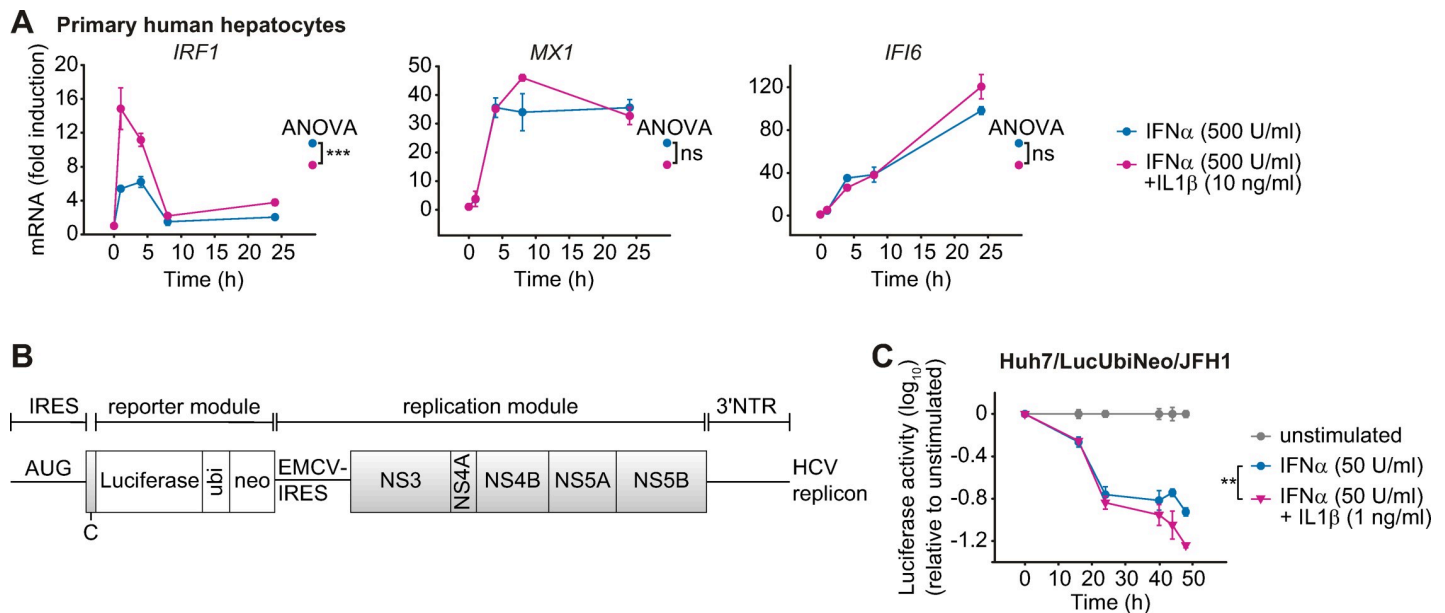 A Primary human hepatocytes
IRF1
mRNA (fold induction)
20
16
12
8
4
0
0 5 10 15 20 25
Time (h)
ANOVA
***
MX1
50
40
30
20
10
0
0 5 10 15 20 25
Time (h)
ANOVA
ns
IFI6
120
80
40
0
0 5 10 15 20 25
Time (h)
ANOVA
ns
IFNα (500 U/ml)
IFNα (500 U/ml)
+IL1β (10 ng/ml)
B
IRES
reporter module
replication module
3'NTR
AUG
C
Luciferase
ubi
neo
EMCV-
IRES
NS3
NS4A
NS4B
NS5A
NS5B
HCV
replicon
C
Huh7/LucUbiNeo/JFH1
Luciferase activity (log10)
(relative to unstimulated)
0
-0.4
-0.8
-1.2
0 10 20 30 40 50
Time (h)
unstimulated
**
IFNα (50 U/ml)
IFNα (50 U/ml)
+ IL1β (1 ng/ml)